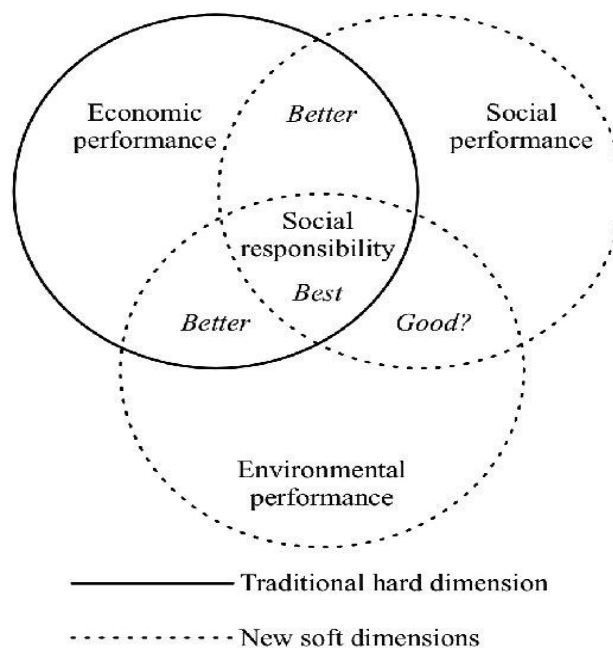 Economic
performance
Better
Social
performance
Social
responsibility
Best
Better
Good?
Environmental
performance
Traditional hard dimension
New soft dimensions